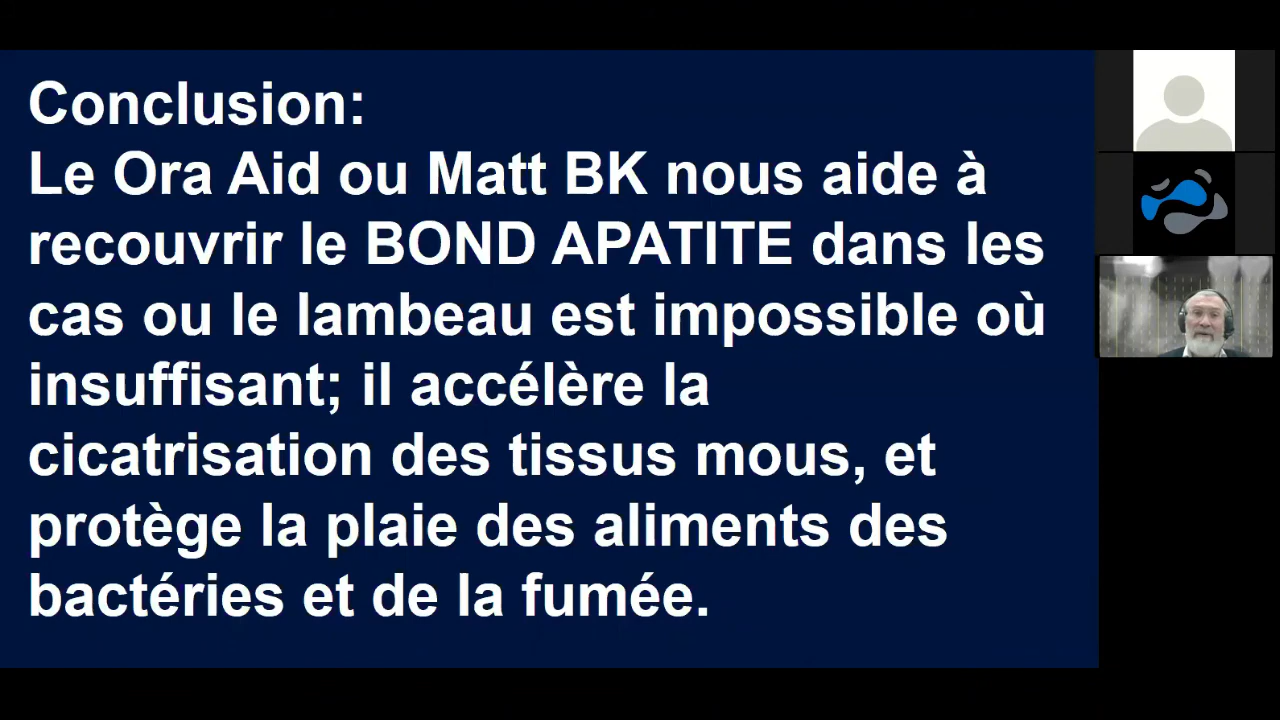 Conclusion:
Le Ora Aid ou Matt BK nous aide à
recouvrir le BOND APATITE dans les
cas ou le lambeau est impossible où
insuffisant; il accélère la
cicatrisation des tissus mous, et
protège la plaie des aliments des
bactéries et de la fumée.